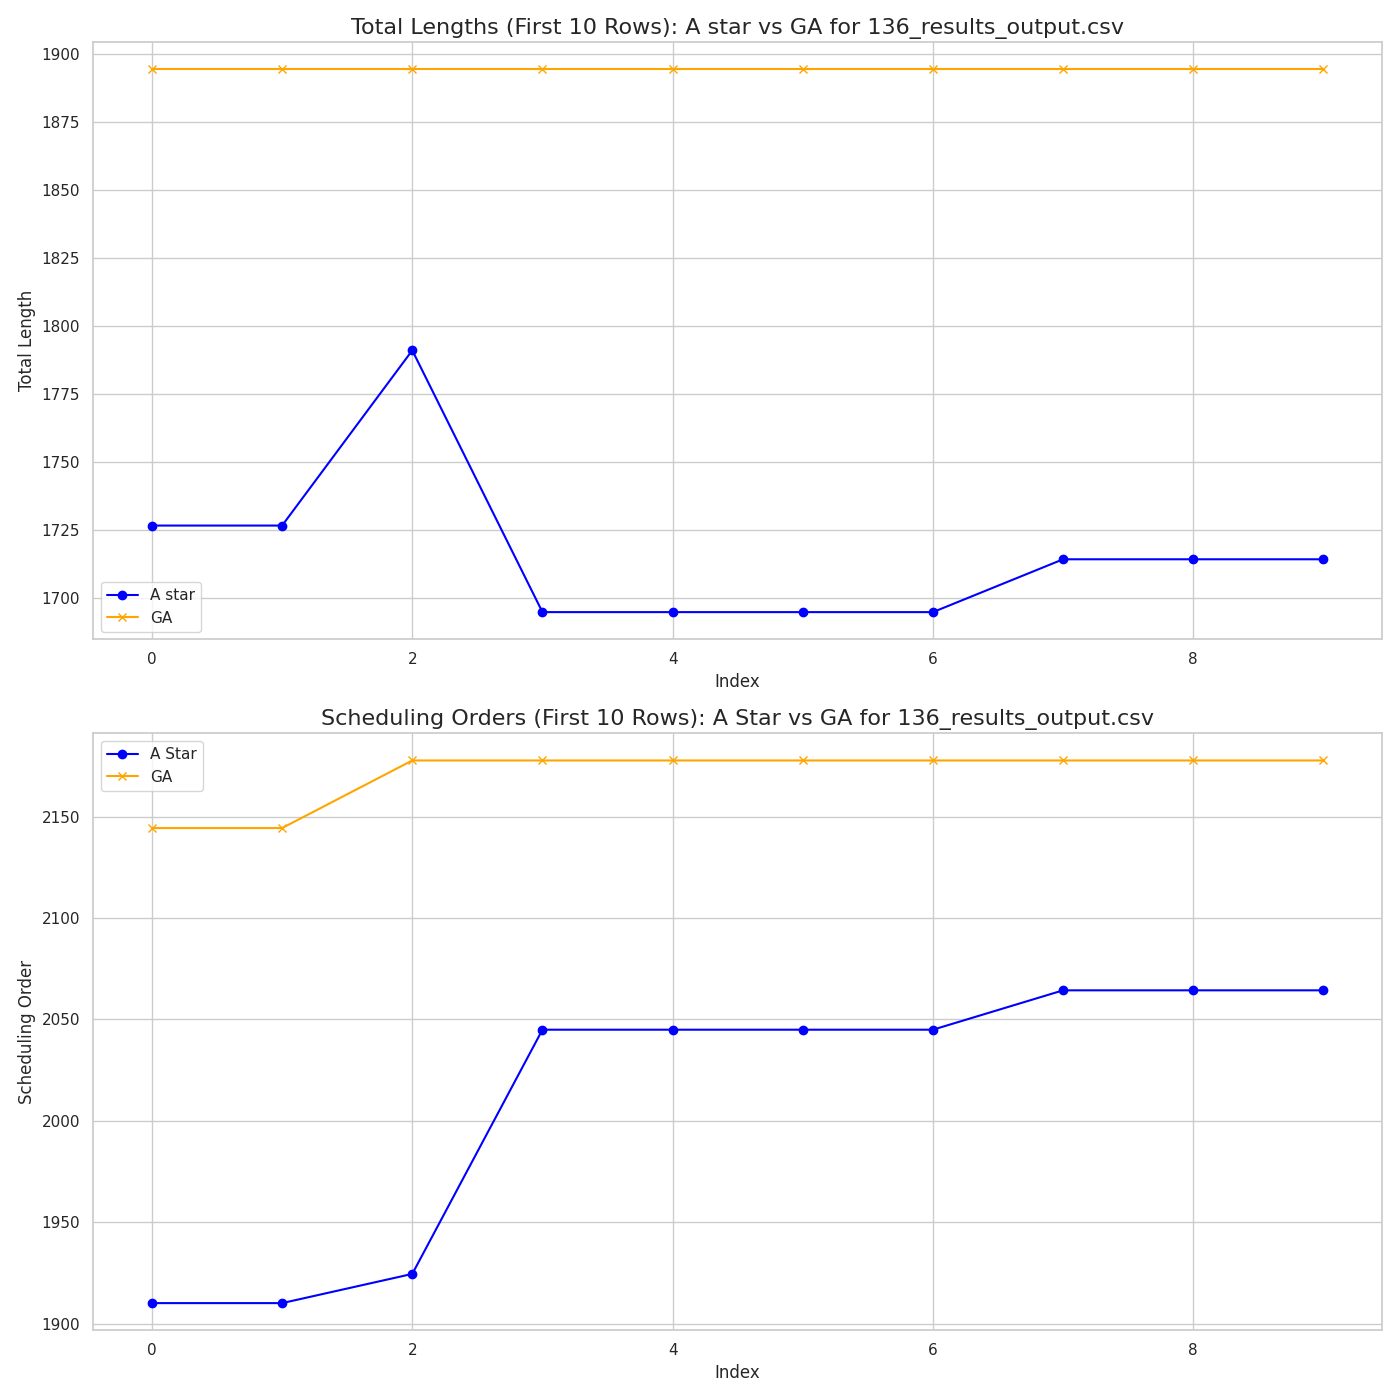 Total Lengths (First 10 Rows): A star vs GA for 136_results_output.csv
1900
1875
1850
1825
1800
1775
1750
1725
1700
Total Length
A star
GA
0 2 4 6 8
Index
Scheduling Orders (First 10 Rows): A Star vs GA for 136_results_output.csv
A Star
GA
2150
2100
2050
2000
1950
1900
Scheduling Order
0 2 4 6 8
Index